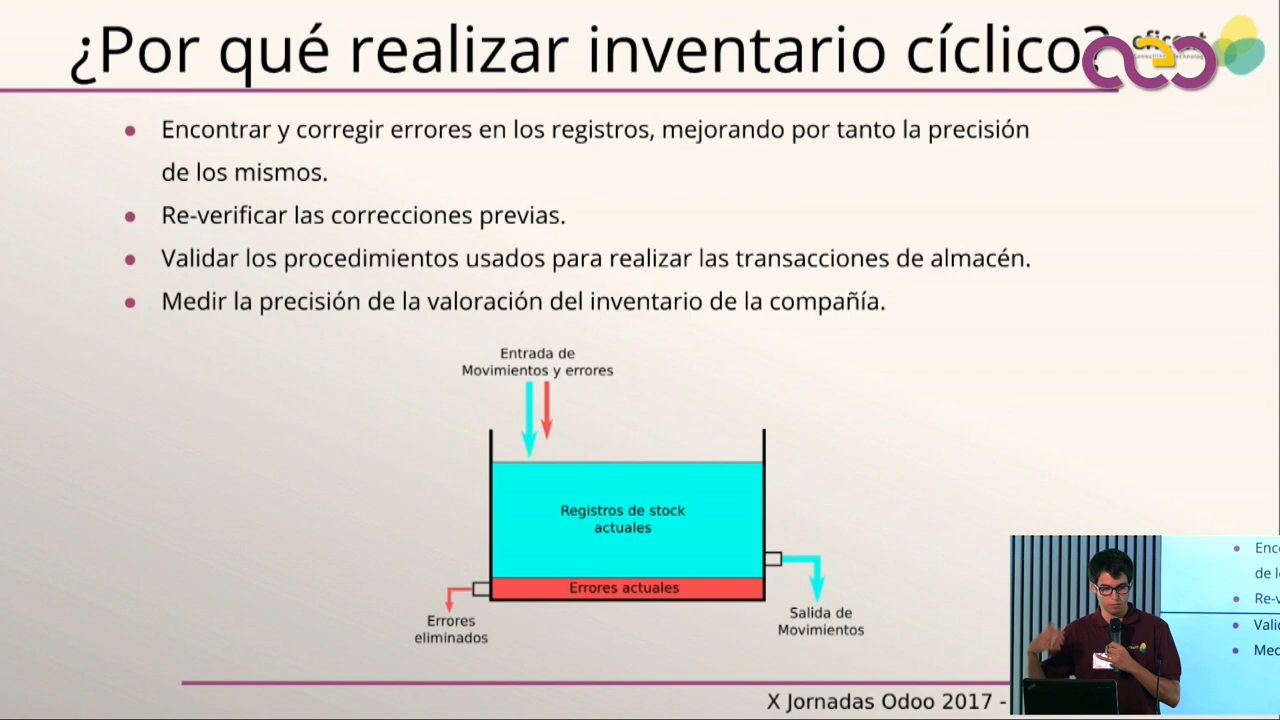 ¿Por qué realizar inventario cíclico?
Encontrar y corregir errores en los registros, mejorando por tanto la precisión
de los mismos.
Re-verificar las correcciones previas.
Validar los procedimientos usados para realizar las transacciones de almacén.
Medir la precisión de la valoración del inventario de la compañía.
Entrada de
Movimientos y errores
Registros de stock
actuales
Errores actuales
Errores
eliminados
Salida de
Movimientos
X Jornadas Odoo 2017 -